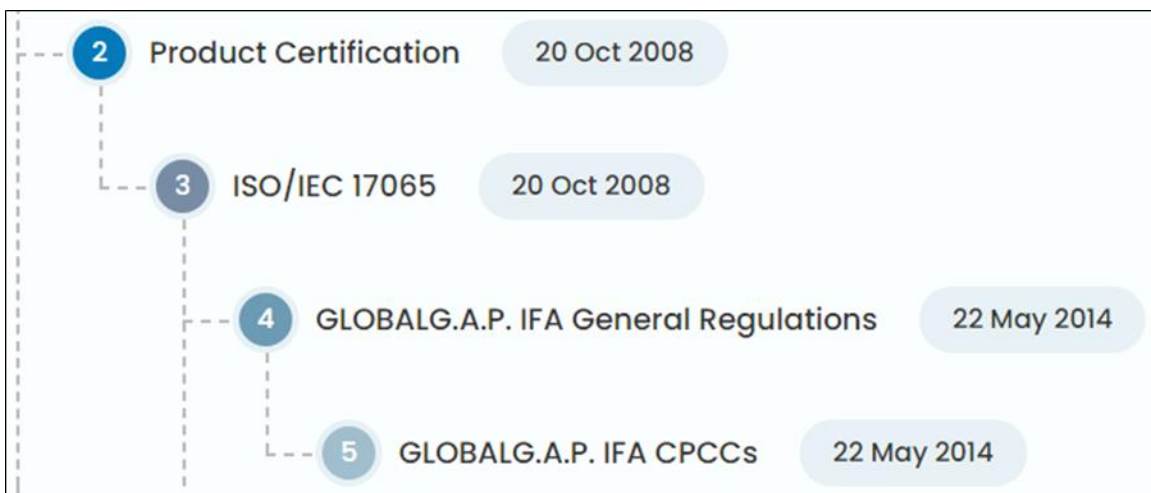 2 Product Certification 20 Oct 2008
3 ISO/IEC 17065 20 Oct 2008
4 GLOBALG.A.P. IFA General Regulations 22 May 2014
5 GLOBALG.A.P. IFA CPCCs 22 May 2014